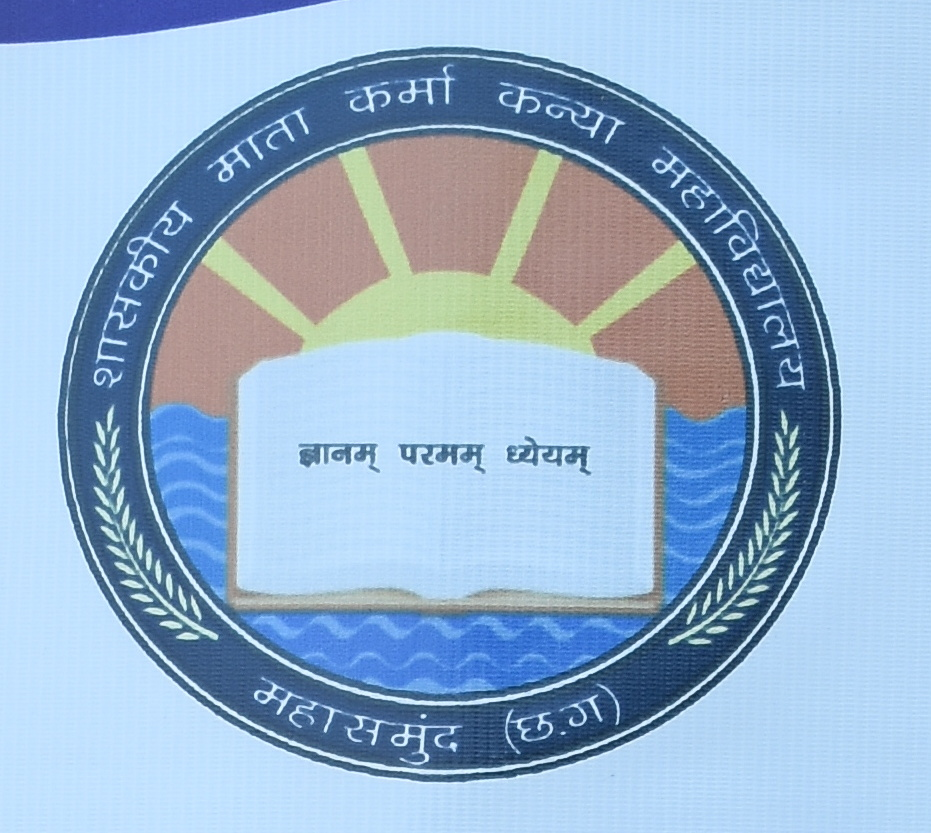 शासकीय माता कर्मा कन्या महाविद्यालय
ज्ञानम् परमम् ध्येयम्
महासमुंद (छ.ग)